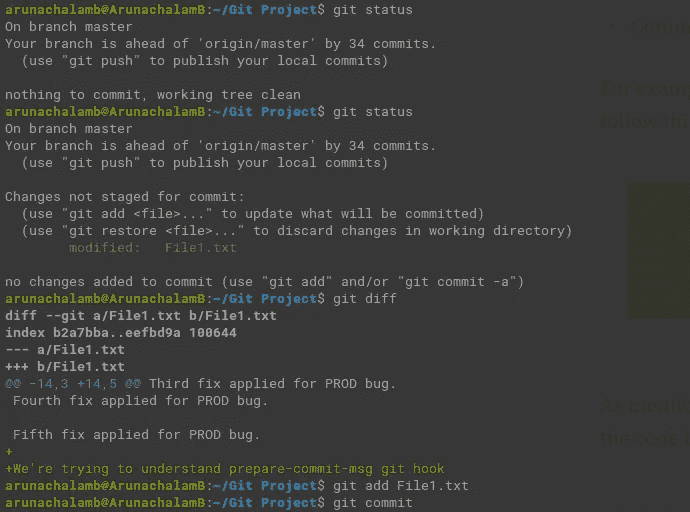 arunachalamb@ArunachalamB:~/Git Project$ git status
On branch master
Your branch is ahead of 'origin/master' by 34 commits.
  (use "git push" to publish your local commits)

nothing to commit, working tree clean
arunachalamb@ArunachalamB:~/Git Project$ git status
On branch master
Your branch is ahead of 'origin/master' by 34 commits.
  (use "git push" to publish your local commits)

Changes not staged for commit:
  (use "git add <file>..." to update what will be committed)
  (use "git restore <file>..." to discard changes in working directory)
        modified:   File1.txt

no changes added to commit (use "git add" and/or "git commit -a")
arunachalamb@ArunachalamB:~/Git Project$ git diff
diff --git a/File1.txt b/File1.txt
index b2a7bba..eefbd9a 100644
--- a/File1.txt
+++ b/File1.txt
@@ -14,3 +14,5 @@ Third fix applied for PROD bug.
 Fourth fix applied for PROD bug.

 Fifth fix applied for PROD bug.
+
+We're trying to understand prepare-commit-msg git hook
arunachalamb@ArunachalamB:~/Git Project$ git add File1.txt
arunachalamb@ArunachalamB:~/Git Project$ git commit
For
follow
the code